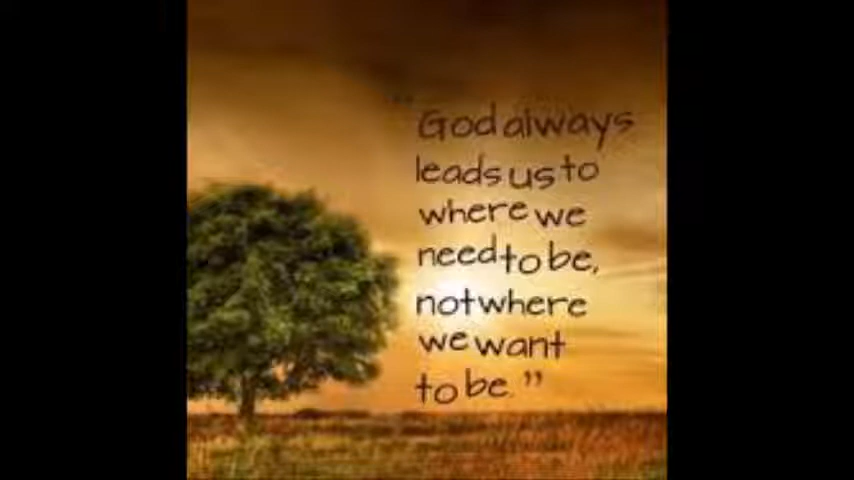 "God always
leads us to
where we
need to be,
not where
we want
to be."